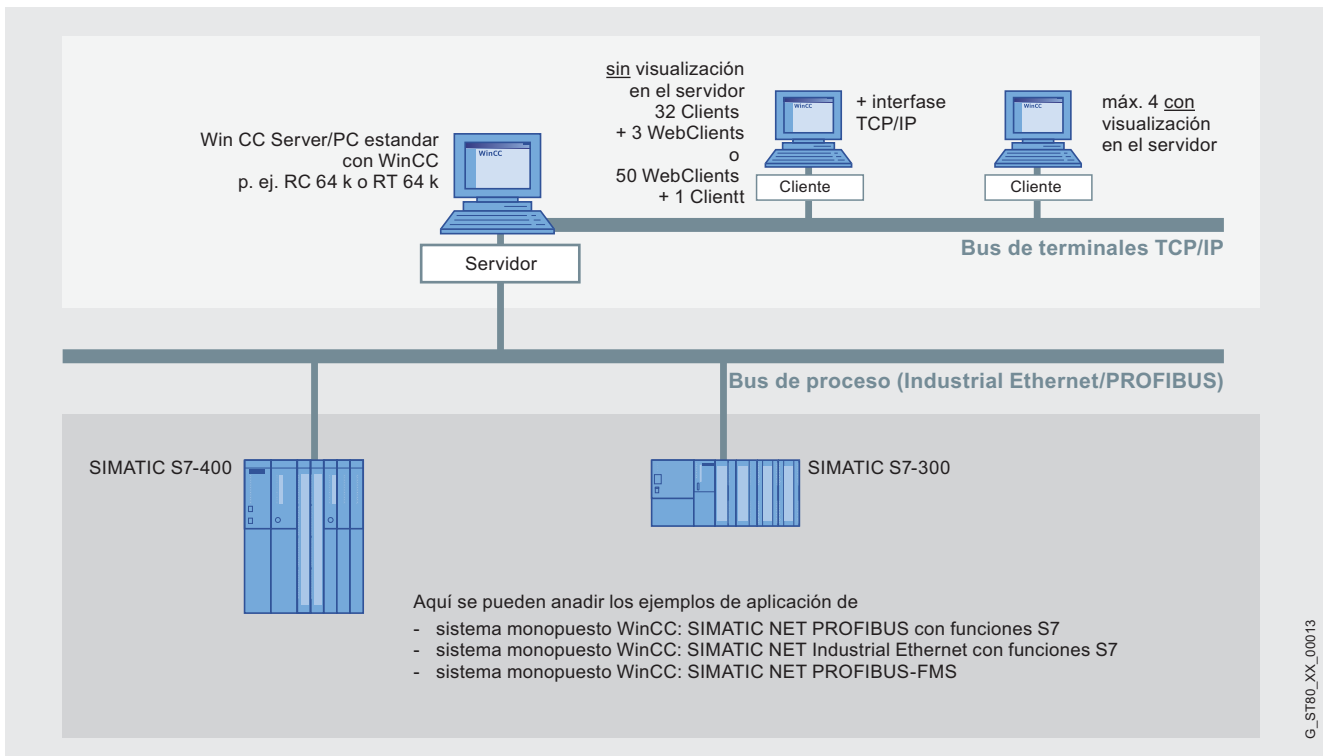 sin visualización
en el servidor
32 Clients
+ 3 WebClients
o
50 WebClients
+ 1 Clientt
WinCC
+ interfase
TCP/IP
WinCC
máx. 4 con
visualización
en el servidor
Win CC Server/PC estandar
con WinCC
p. ej. RC 64 k o RT 64 k
WinCC
Cliente
Cliente
Bus de terminales TCP/IP
Servidor
Bus de proceso (Industrial Ethernet/PROFIBUS)
SIMATIC S7-400
SIMATIC S7-300
Aquí se pueden anadir los ejemplos de aplicación de
- sistema monopuesto WinCC: SIMATIC NET PROFIBUS con funciones S7
- sistema monopuesto WinCC: SIMATIC NET Industrial Ethernet con funciones S7
- sistema monopuesto WinCC: SIMATIC NET PROFIBUS-FMS
G_ST80_XX_00013